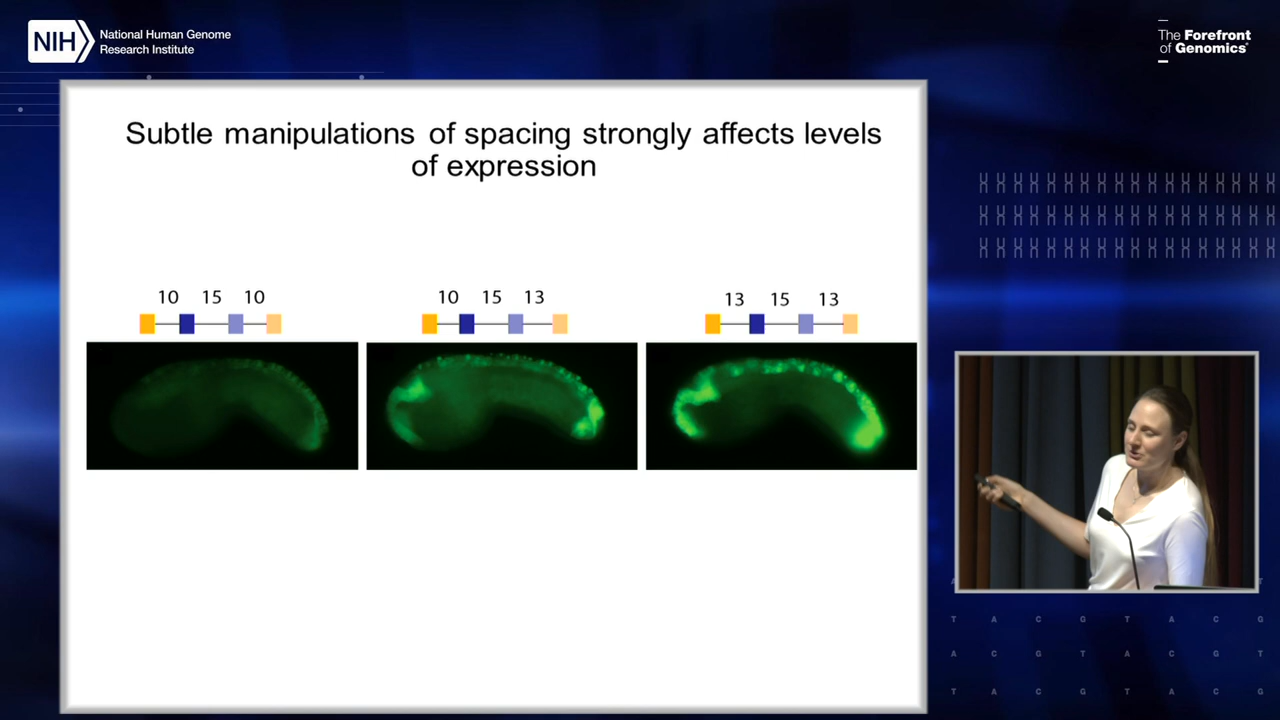 NIH
National Human Genome
Research Institute
The Forefront
of Genomics®
Subtle manipulations of spacing strongly affects levels
of expression
10 15 10
10 15 13
13 15 13
T A C G T A C G
A C G T A C G T
T A C G T A C G